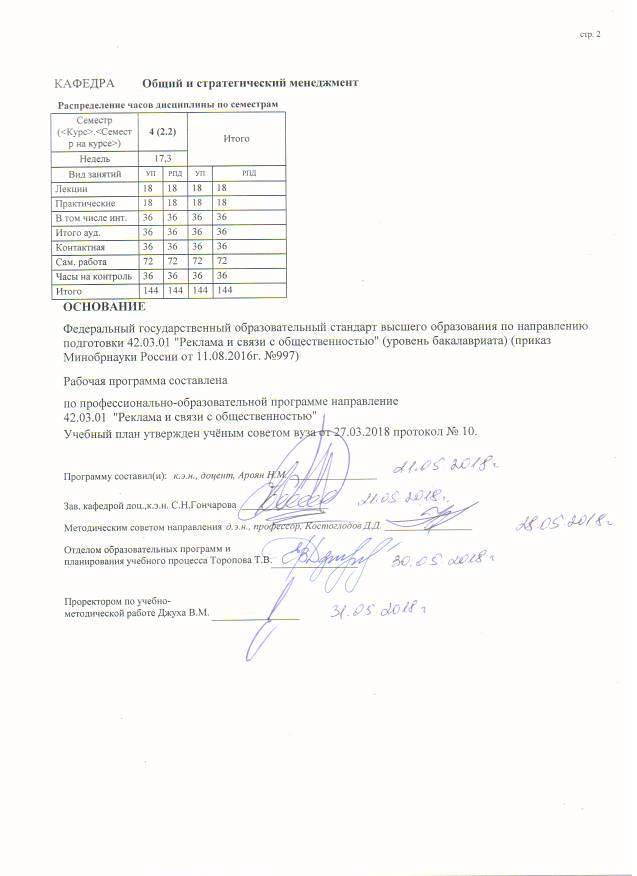 стр. 2
КАФЕДРА Общий и стратегический менеджмент
Распределение часов дисциплины по семестрам
Семестр 4 (2.2) Итого
(<Курс>.<Семест
р на курсе>)
Недель 17,3
Вид занятий УП РПД УП РПД
Лекции 18 18 18 18
Практические 18 18 18 18
В том числе инт. 36 36 36 36
Итого ауд. 36 36 36 36
Контактная 36 36 36 36
Сам. работа 72 72 72 72
Часы на контроль 36 36 36 36
Итого 144 144 144 144
ОСНОВАНИЕ
Федеральный государственный образовательный стандарт высшего образования по направлению
подготовки 42.03.01 "Реклама и связи с общественностью" (уровень бакалавриата) (приказ
Минобрнауки России от 11.08.2016г. №997)
Рабочая программа составлена
по профессионально-образовательной программе направление
42.03.01 "Реклама и связи с общественностью"
Учебный план утвержден учёным советом вуза от 27.03.2018 протокол № 10.
Программу составил(и): к.э.н., доцент, Ароян Н.М. 21.05 2018 г
Зав. кафедрой доц.,к.э.н. С.Н.Гончарова 21.05 2018г.
Методическим советом направления д.э.н., профессор, Костоглодов Д.Д. 28.05 2018 г
Отделом образовательных программ и
планирования учебного процесса Торопова Т.В. 30.05 2018 г
Проректором по учебно-
методической работе Джуха В.М. 31.05 2018 г